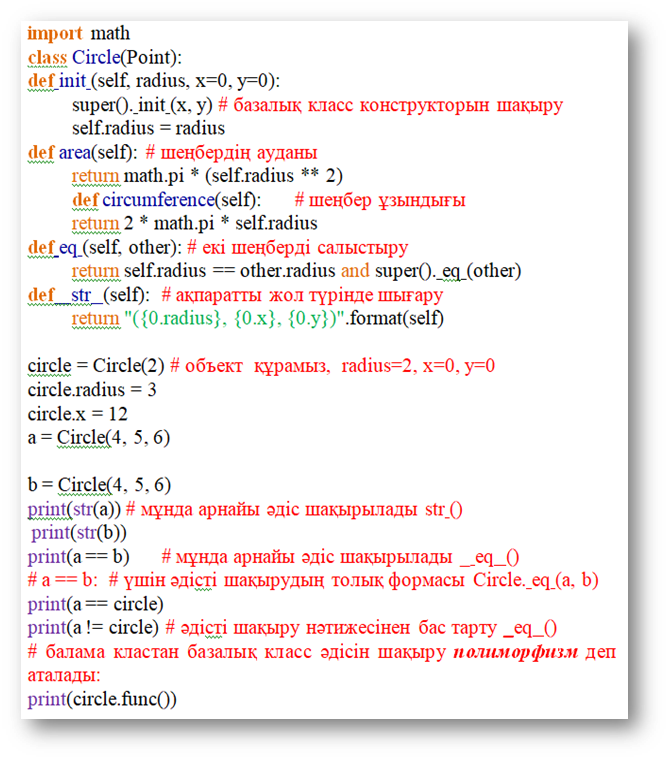 import math
class Circle(Point):
def init (self, radius, x=0, y=0):
super(). init (x, y) # базалық класс конструкторын шақыру
self.radius = radius
def area(self): # шеңбердің ауданы
return math.pi * (self.radius ** 2)
def circumference(self): # шеңбер ұзындығы
return 2 * math.pi * self.radius
def_eq_(self, other): # екі шеңберді салыстыру
return self.radius == other.radius and super()._eq_(other)
def__str__(self): # ақпаратты жол түрінде шығару
return "({0.radius}, {0.x}, {0.y})".format(self)
circle = Circle(2) # объект құрамыз, radius=2, x=0, y=0
circle.radius = 3
circle.x = 12
a = Circle(4, 5, 6)
b = Circle(4, 5, 6)
print(str(a)) # мұнда арнайы әдіс шақырылады str_()
print(str(b))
print(a == b) # мұнда арнайы әдіс шақырылады __eq__()
# a == b: # үшін әдісті шақырудың толық формасы Circle._eq_(a, b)
print(a == circle)
print(a != circle) # әдісті шақыру нәтижесінен бас тарту _eq__()
# балама кластан базалық класс әдісін шақыру полиморфизм деп
аталады:
print(circle.func())